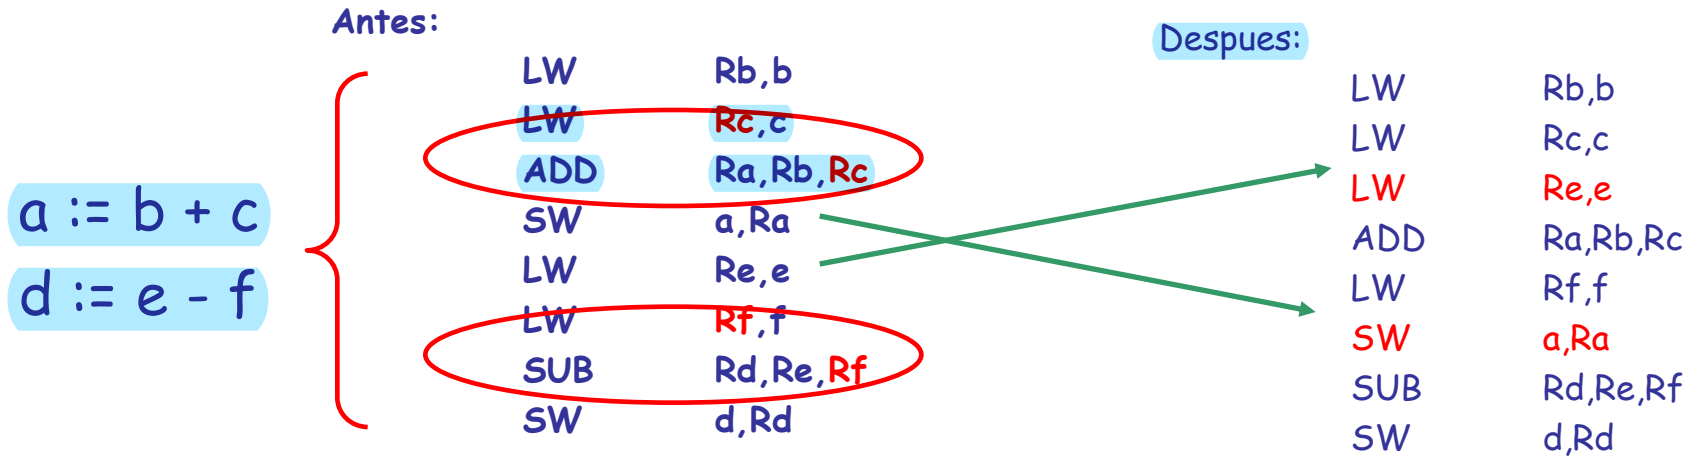 a := b + c
d := e - f
Antes:
LW Rb,b
LW Rc,c
ADD Ra,Rb,Rc
SW a,Ra
LW Re,e
LW Rf,f
SUB Rd,Re,Rf
SW d,Rd
Despues:
LW Rb,b
LW Rc,c
LW Re,e
ADD Ra,Rb,Rc
LW Rf,f
SW a,Ra
SUB Rd,Re,Rf
SW d,Rd